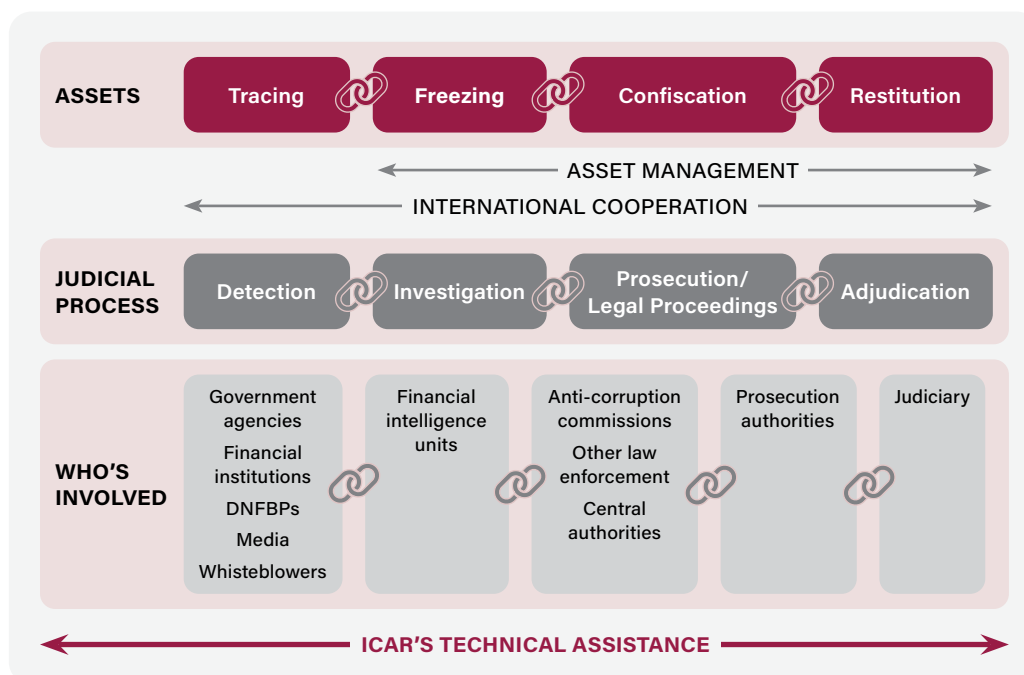 ASSETS
Tracing
Freezing
Confiscation
Restitution
ASSET MANAGEMENT
INTERNATIONAL COOPERATION
JUDICIAL
PROCESS
Detection
Investigation
Prosecution/
Legal Proceedings
Adjudication
WHO'S
INVOLVED
Government
agencies
Financial
institutions
DNFBPs
Media
Whisteblowers
Financial
intelligence
units
Anti-corruption
commissions
Other law
enforcement
Central
authorities
Prosecution
authorities
Judiciary
ICAR'S TECHNICAL ASSISTANCE